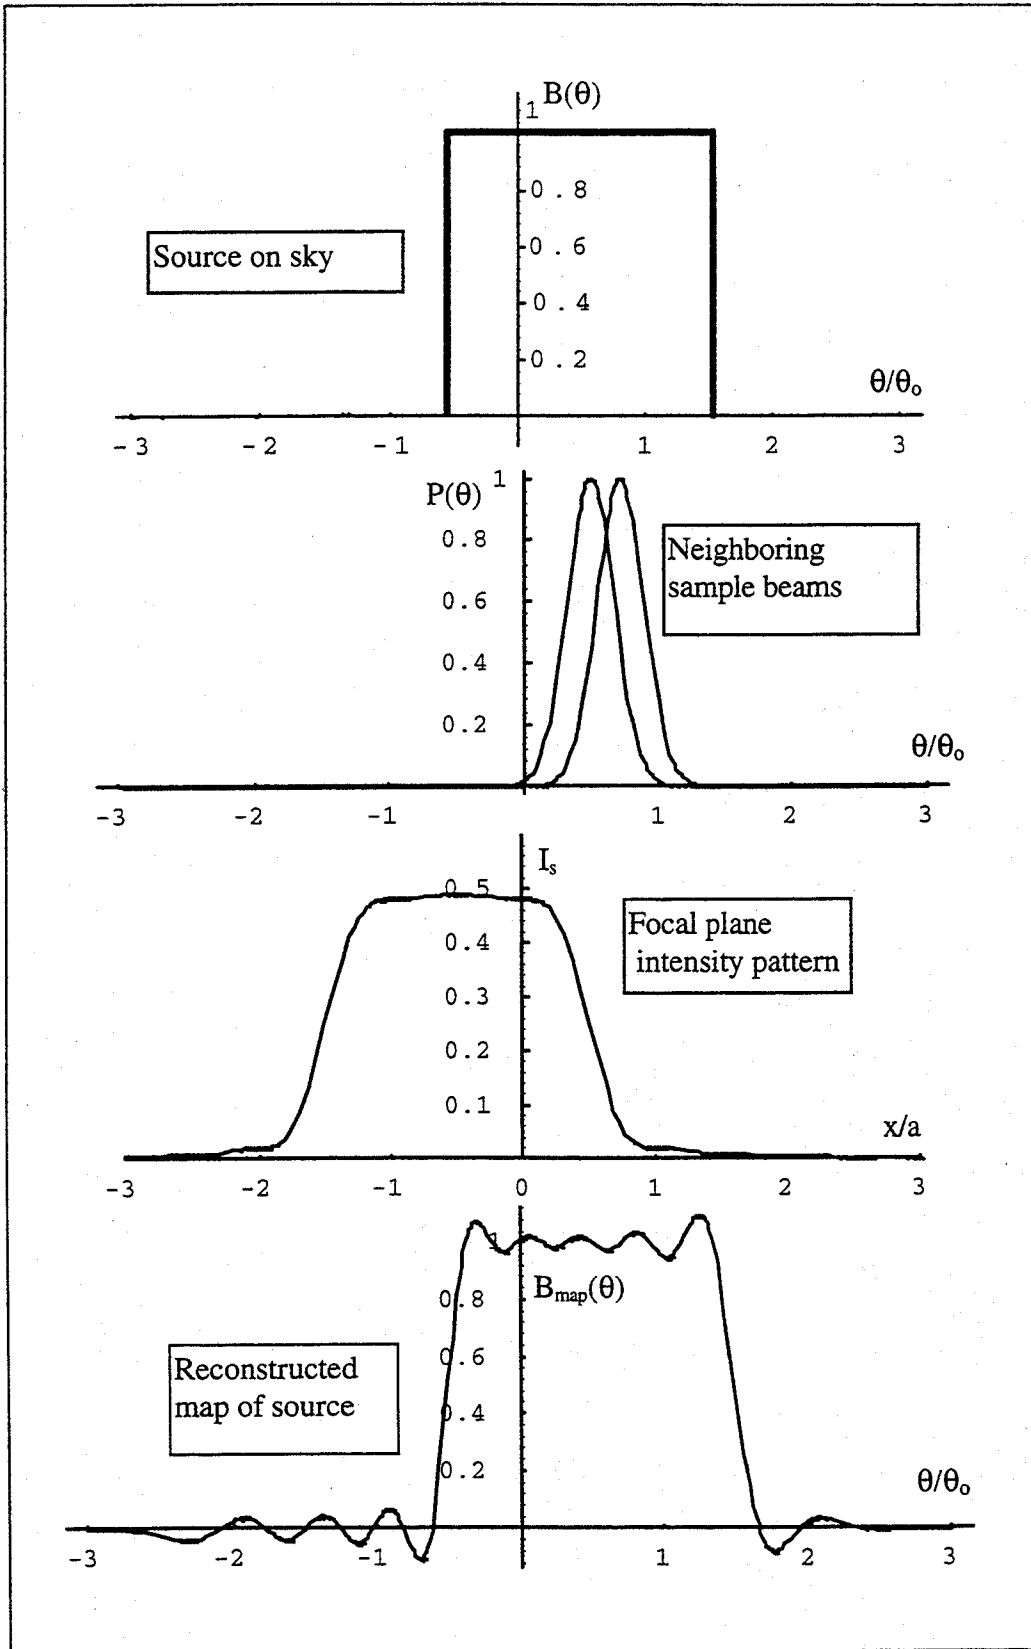 1 B(θ)
0.8
Source on sky
0.6
0.4
0.2
θ/θ₀
-3 -2 -1 1 2 3
P(θ) 1
0.8
Neighboring
sample beams
0.6
0.4
0.2
θ/θ₀
-3 -2 -1 1 2 3
Iₛ
0.5
Focal plane
intensity pattern
0.4
0.3
0.2
0.1
x/a
-3 -2 -1 0 1 2 3
1
0.8 Bₘₐₚ(θ)
Reconstructed
map of source
0.6
0.4
0.2
θ/θ₀
-3 -2 -1 1 2 3